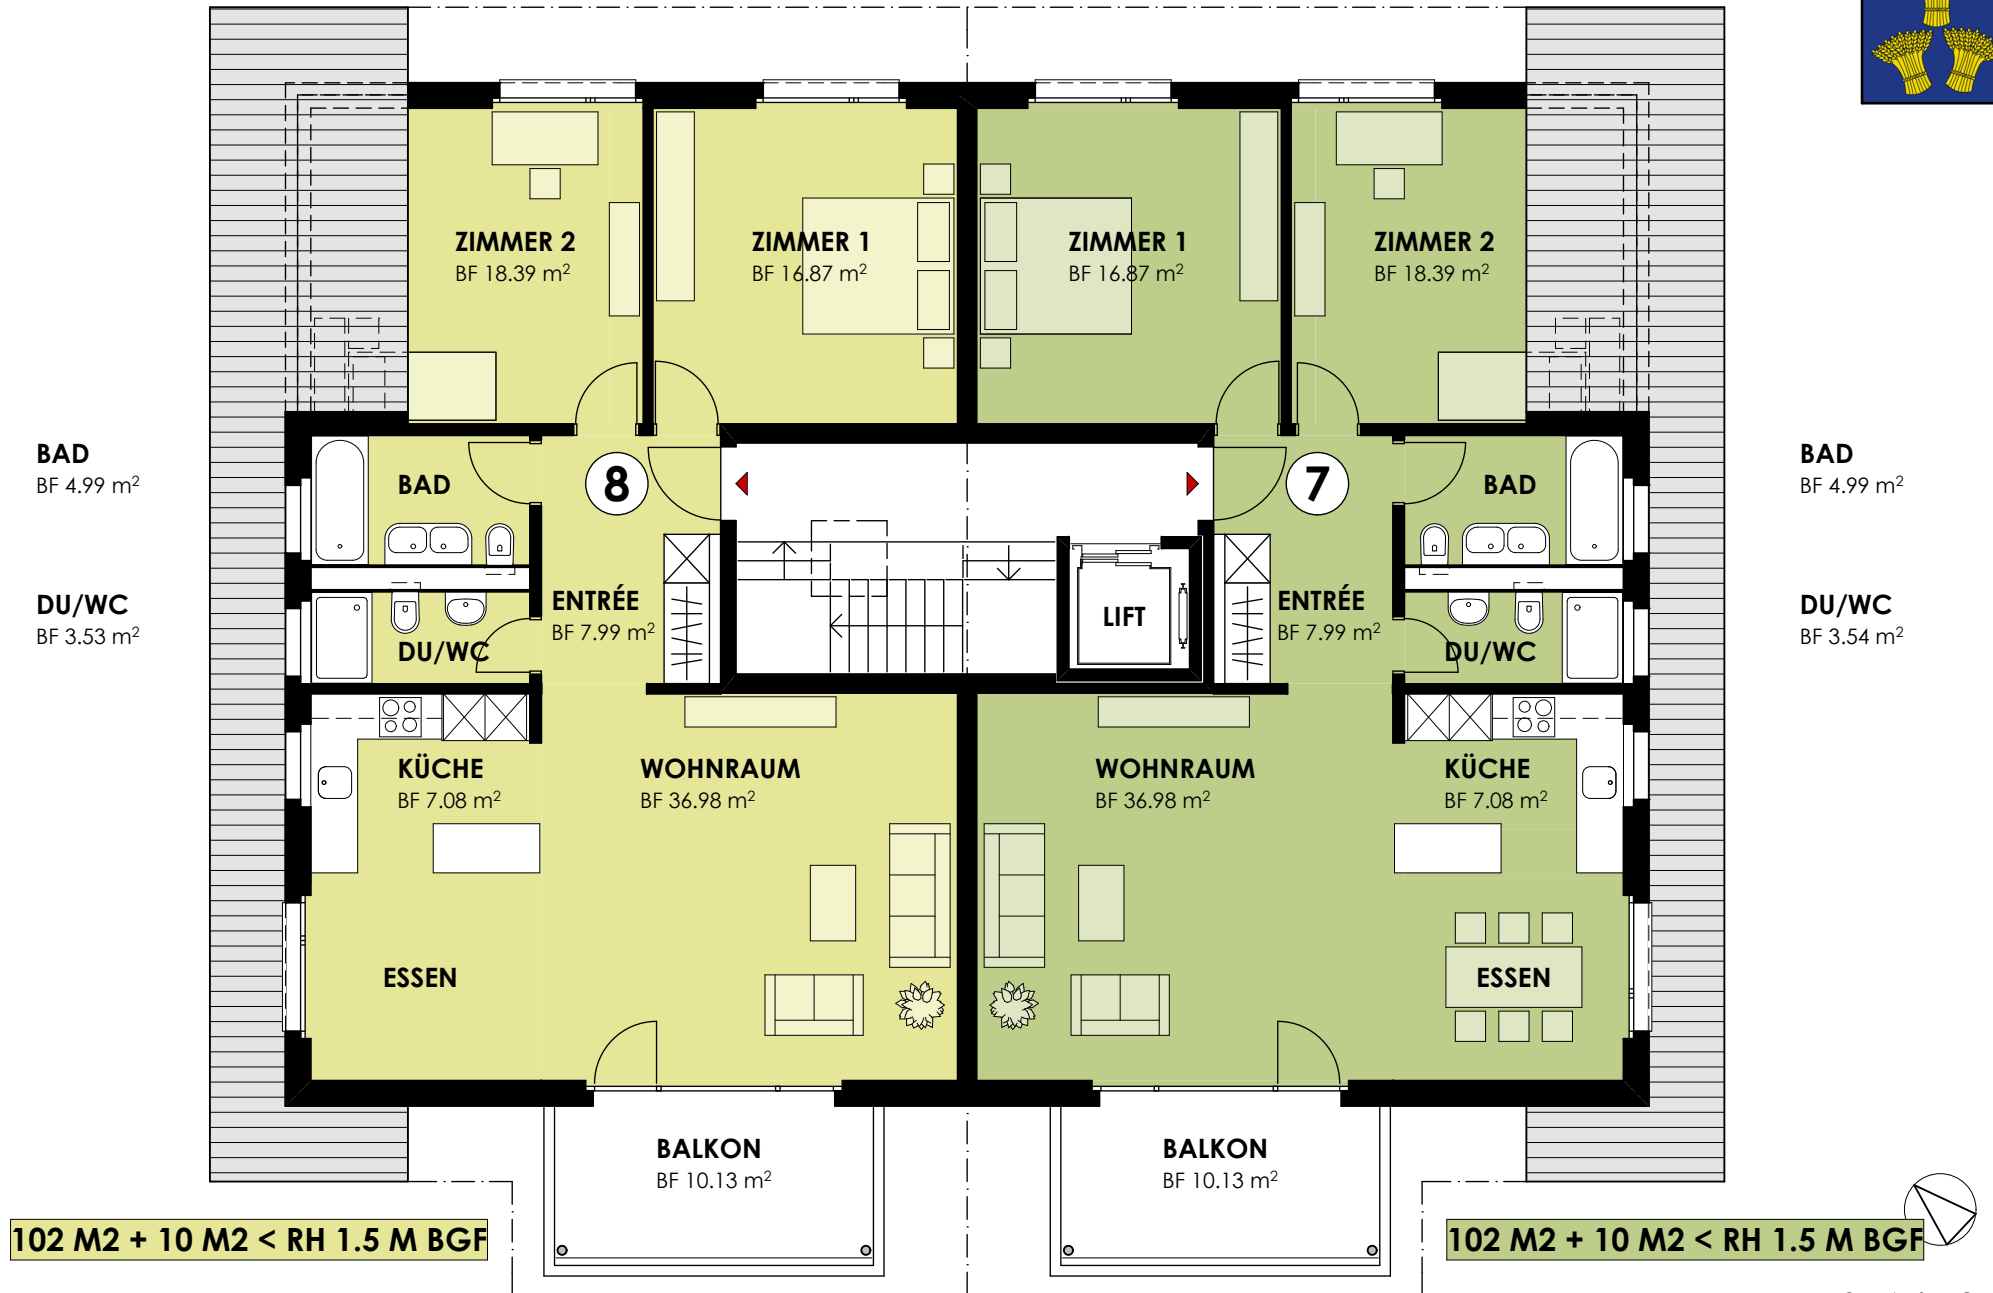 ZIMMER 2
BF 18.39 m²
ZIMMER 1
BF 16.87 m²
ZIMMER 1
BF 16.87 m²
ZIMMER 2
BF 18.39 m²
BAD
BF 4.99 m²
BAD
8
7
BAD
BAD
BF 4.99 m²
DU/WC
BF 3.53 m²
DU/WC
ENTRÉE
BF 7.99 m²
LIFT
ENTRÉE
BF 7.99 m²
DU/WC
DU/WC
BF 3.54 m²
KÜCHE
BF 7.08 m²
WOHNRAUM
BF 36.98 m²
WOHNRAUM
BF 36.98 m²
KÜCHE
BF 7.08 m²
ESSEN
ESSEN
BALKON
BF 10.13 m²
BALKON
BF 10.13 m²
102 M2 + 10 M2 < RH 1.5 M BGF
102 M2 + 10 M2 < RH 1.5 M BGF